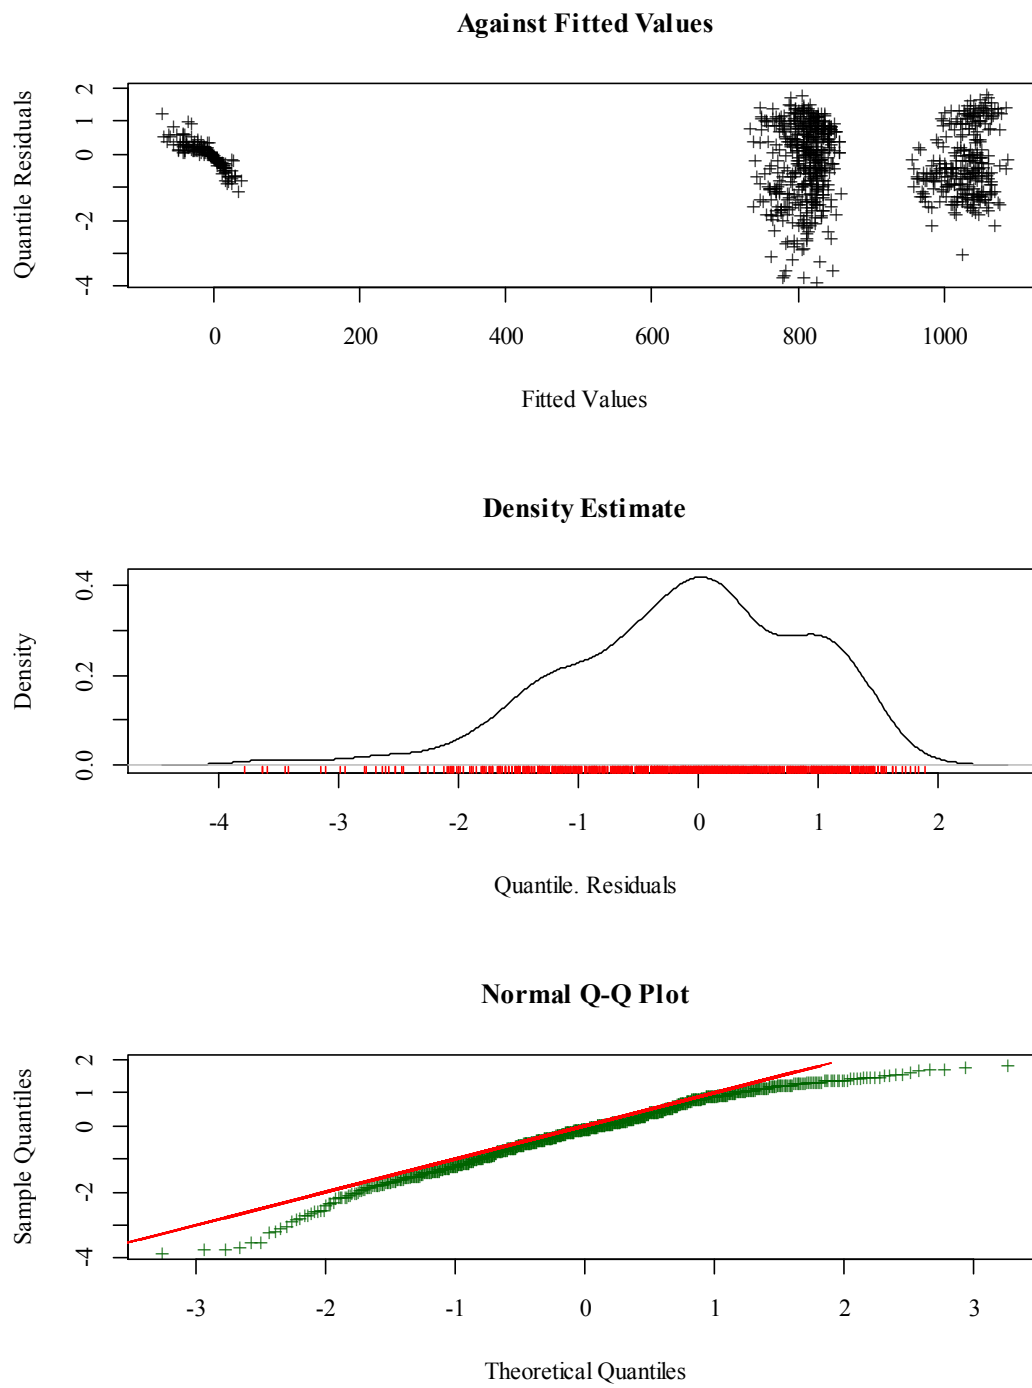 Against Fitted Values
Quantile Residuals
2
1
0
-2
-4
0 200 400 600 800 1000
Fitted Values
Density Estimate
Density
0.4
0.2
0.0
-4 -3 -2 -1 0 1 2
Quantile. Residuals
Normal Q-Q Plot
Sample Quantiles
2
1
0
-2
-4
-3 -2 -1 0 1 2 3
Theoretical Quantiles